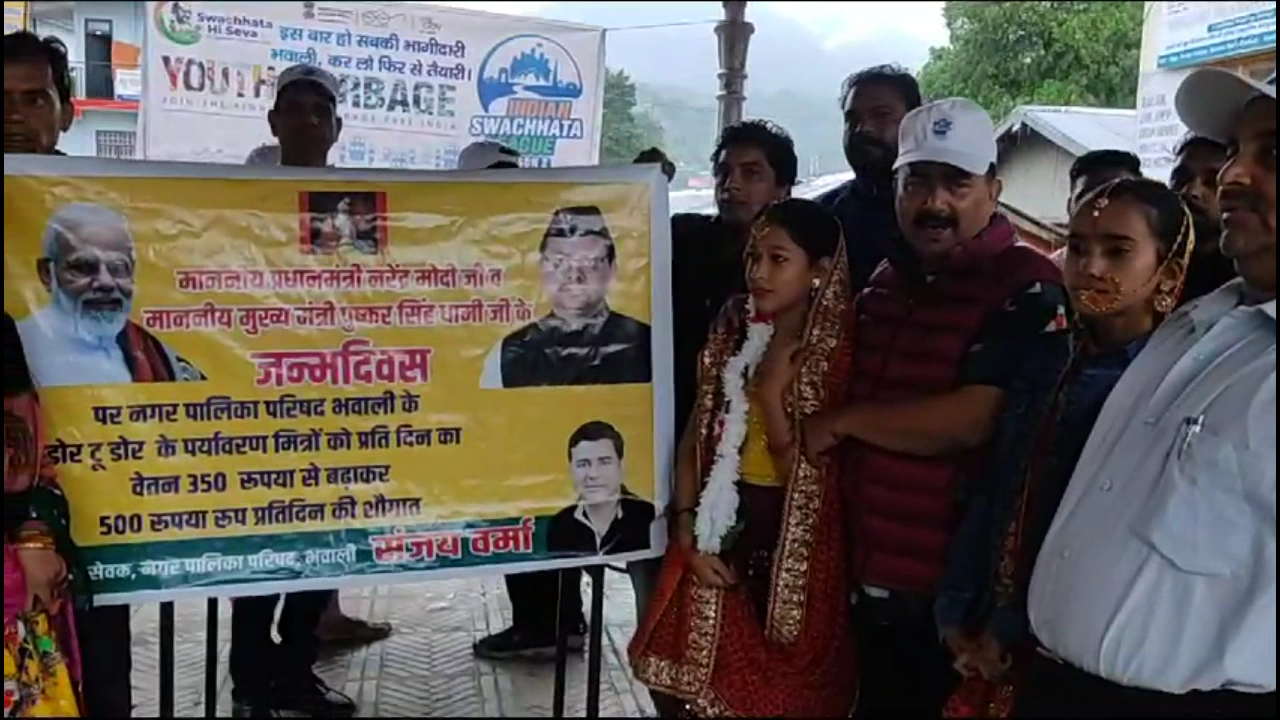 Swachhata
Hi Seva
इस बार हो सबकी भागीदारी
भवाली, कर लो फिर से तैयारी।
YOUTH
RBAGE
INDIAN
SWACHHATA
माननीय प्रधानमंत्री नरेंद्र मोदी जी व
माननीय मुख्य मंत्री पुष्कर सिंह धामी जी के
जन्मदिवस
पर नगर पालिका परिषद भवाली के
डोर टू डोर के पर्यावरण मित्रों को प्रति दिन का
वेतन 350 रूपया से बढ़ाकर
500 रूपया रूप प्रतिदिन की शौगात
सेवक, नगर पालिका परिषद, भवाली संजय वर्मा